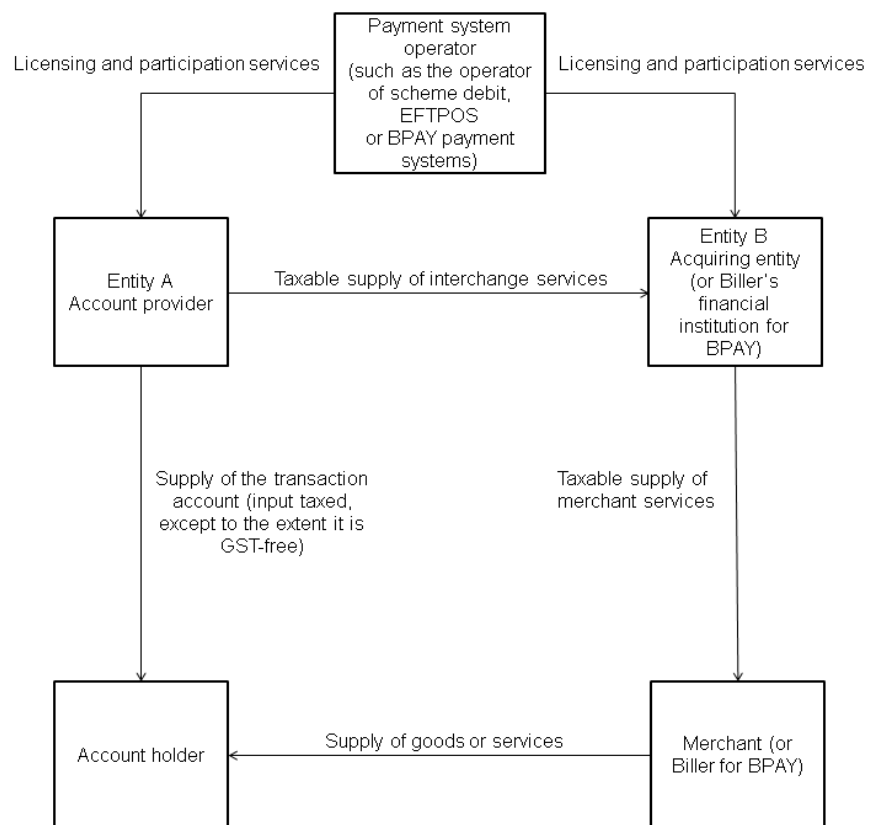 Payment system
operator
(such as the operator
of scheme debit,
EFTPOS
or BPAY payment
systems)
Licensing and participation services
Licensing and participation services
Entity A
Account provider
Taxable supply of interchange services
Entity B
Acquiring entity
(or Biller's
financial
institution for
BPAY)
Supply of the transaction
account (input taxed,
except to the extent it is
GST-free)
Taxable supply of
merchant services
Account holder
Supply of goods or services
Merchant (or
Biller for BPAY)